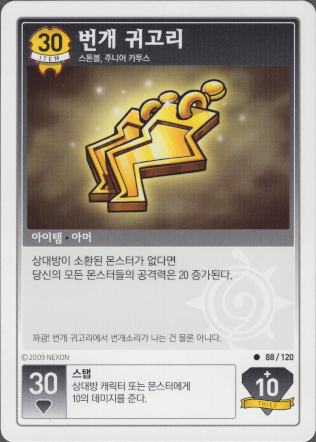 30
ITEM
번개 귀고리
스톤볼, 주니어 카투스
아이템 · 아머
상대방이 소환된 몬스터가 없다면
당신의 모든 몬스터들의 공격력은 20 증가된다.
꽈광! 번개 귀고리에서 번개소리가 나는 건 물론 아니다.
©2009 NEXON
● 88 / 120
30
스탭
상대방 캐릭터 또는 몬스터에게
10의 데미지를 준다.
+
10
THIEF